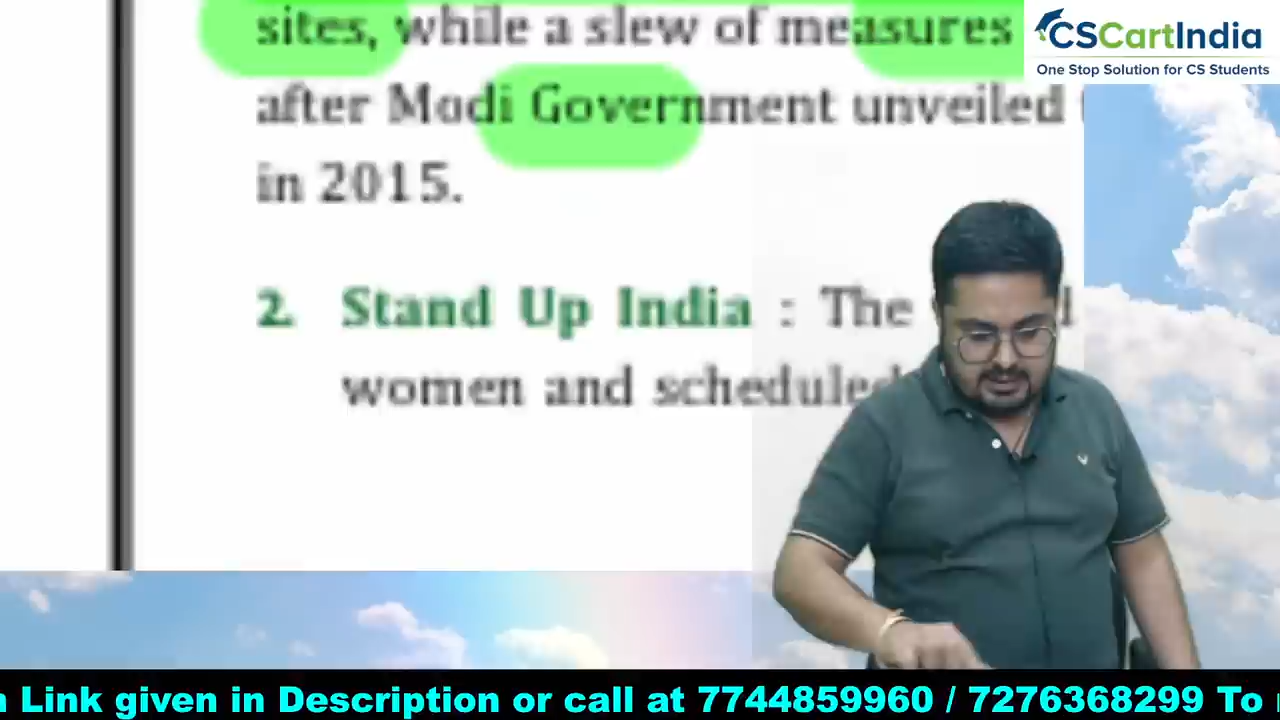 sites, while a slew of measures
after Modi Government unveiled
in 2015.
2. Stand Up India : The
women and scheduled
CSCartIndia
One Stop Solution for CS Students
Link given in Description or call at 7744859960 / 7276368299 To